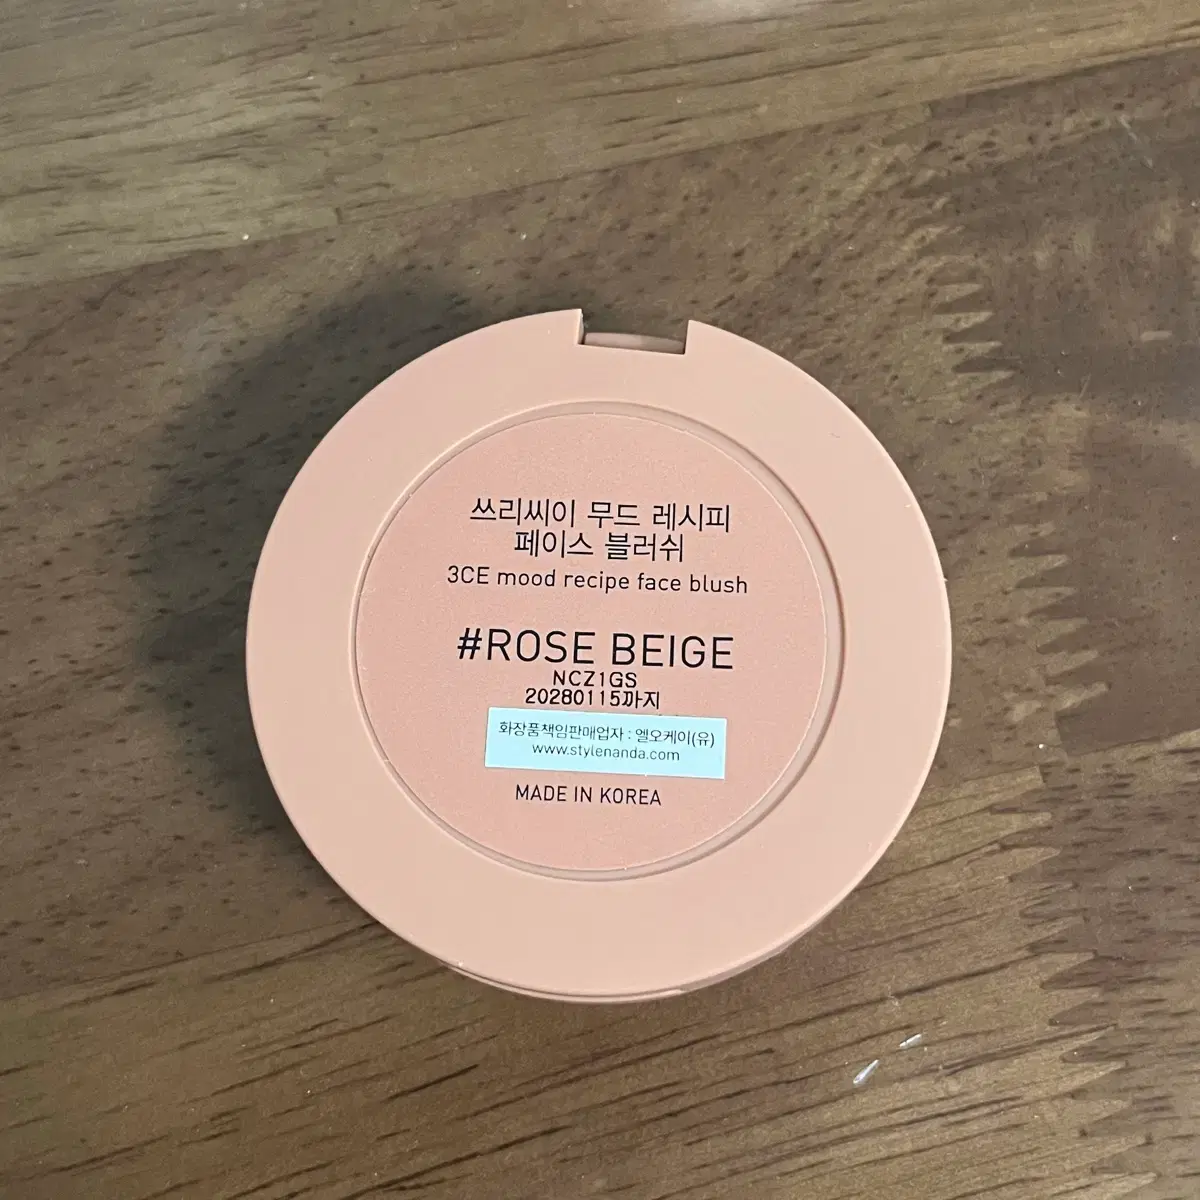 쓰리씨이 무드 레시피
페이스 블러쉬
3CE mood recipe face blush
#ROSE BEIGE
NCZ1GS
20280115까지
화장품책임판매업자 : 엘오케이(유)
www.stylenanda.com
MADE IN KOREA